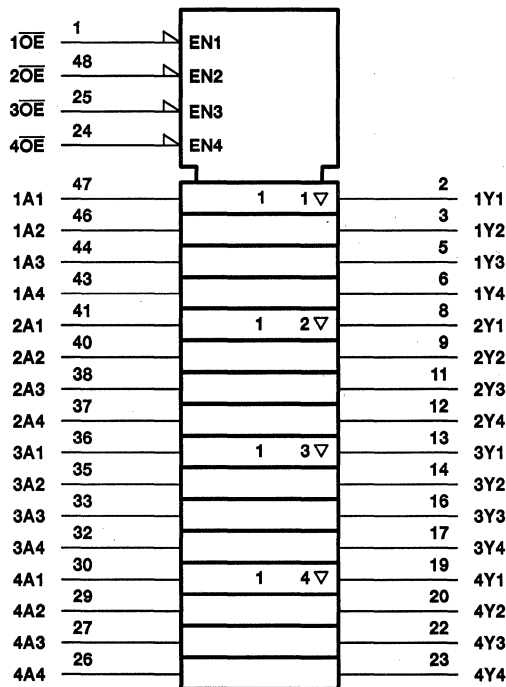 1O̅E̅ 1 EN1
2O̅E̅ 48 EN2
3O̅E̅ 25 EN3
4O̅E̅ 24 EN4
1A1 47 1 1 ▽ 2 1Y1
1A2 46 3 1Y2
1A3 44 5 1Y3
1A4 43 6 1Y4
2A1 41 1 2 ▽ 8 2Y1
2A2 40 9 2Y2
2A3 38 11 2Y3
2A4 37 12 2Y4
3A1 36 1 3 ▽ 13 3Y1
3A2 35 14 3Y2
3A3 33 16 3Y3
3A4 32 17 3Y4
4A1 30 1 4 ▽ 19 4Y1
4A2 29 20 4Y2
4A3 27 22 4Y3
4A4 26 23 4Y4